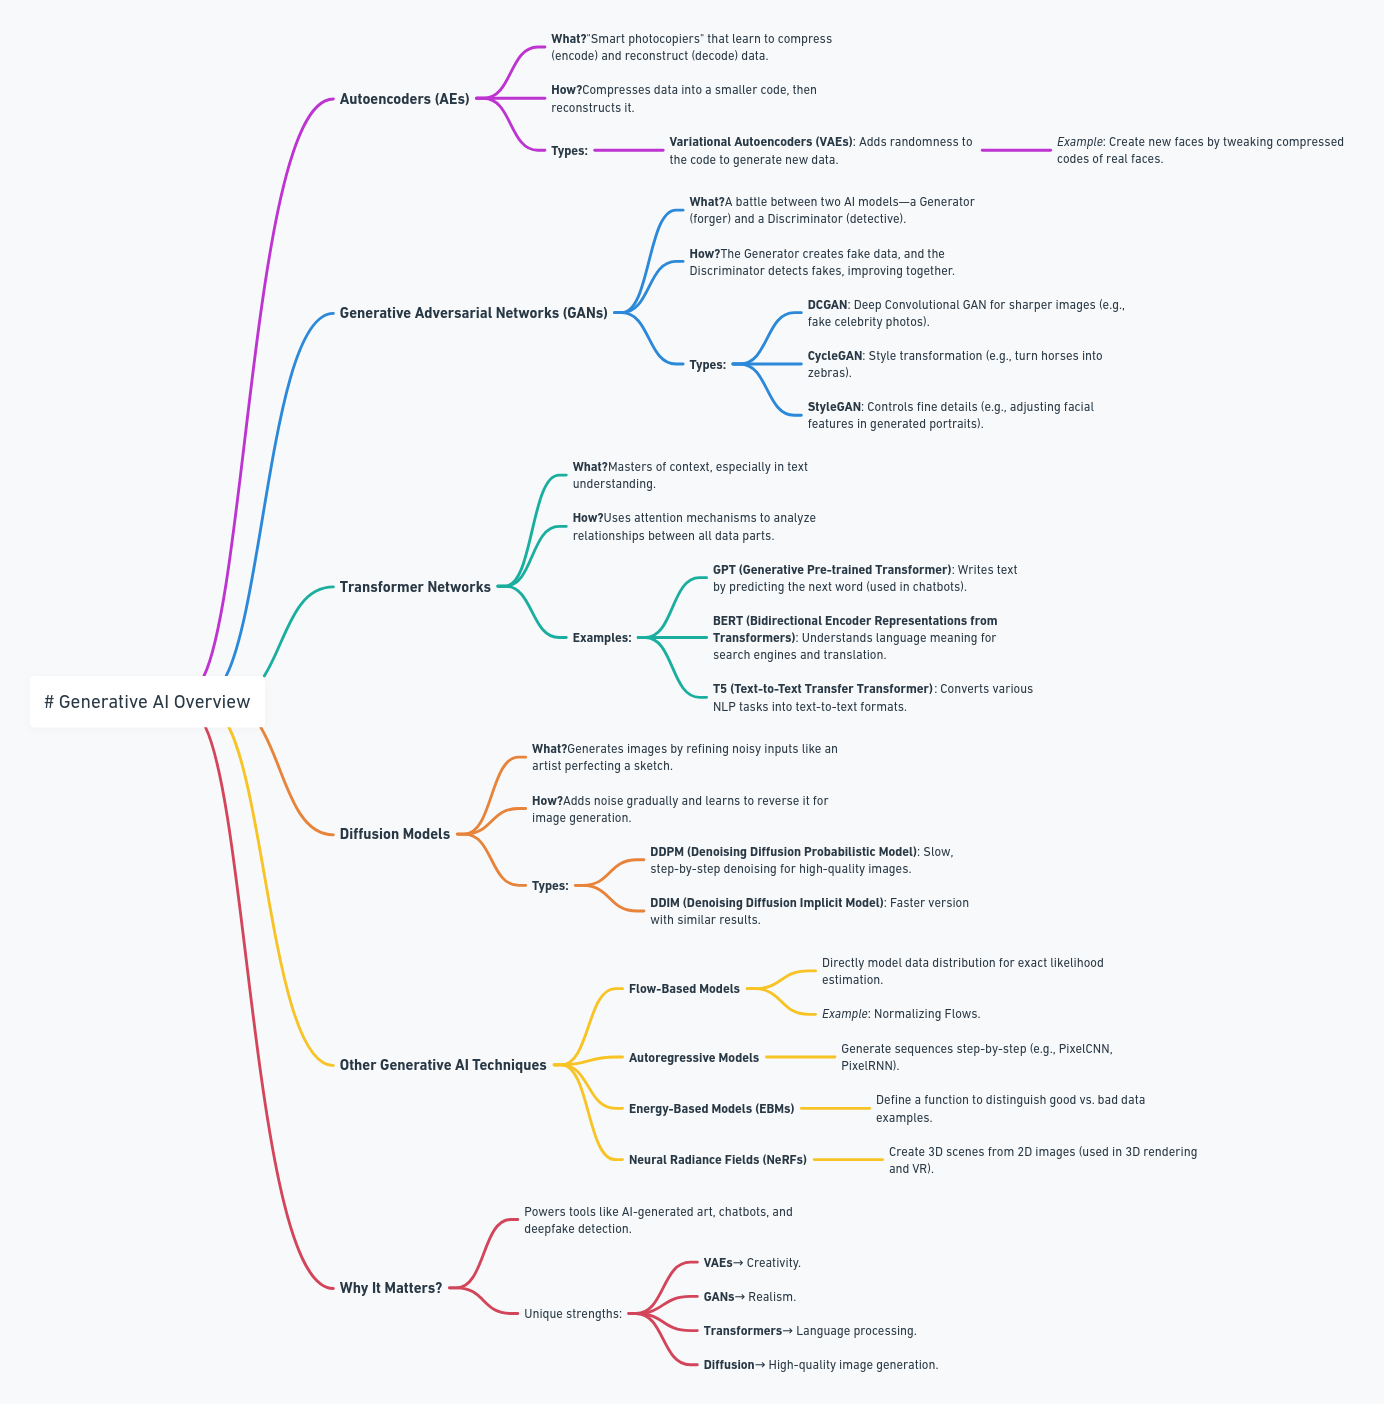 What?"Smart photocopiers" that learn to compress
(encode) and reconstruct (decode) data.
How?Compresses data into a smaller code, then
reconstructs it.
Autoencoders (AEs)
Types:
Variational Autoencoders (VAEs): Adds randomness to
the code to generate new data.
Example: Create new faces by tweaking compressed
codes of real faces.
What?A battle between two AI models—a Generator
(forger) and a Discriminator (detective).
How?The Generator creates fake data, and the
Discriminator detects fakes, improving together.
Generative Adversarial Networks (GANs)
Types:
DCGAN: Deep Convolutional GAN for sharper images (e.g.,
fake celebrity photos).
CycleGAN: Style transformation (e.g., turn horses into
zebras).
StyleGAN: Controls fine details (e.g., adjusting facial
features in generated portraits).
What?Masters of context, especially in text
understanding.
How?Uses attention mechanisms to analyze
relationships between all data parts.
Transformer Networks
Examples:
GPT (Generative Pre-trained Transformer): Writes text
by predicting the next word (used in chatbots).
BERT (Bidirectional Encoder Representations from
Transformers): Understands language meaning for
search engines and translation.
T5 (Text-to-Text Transfer Transformer): Converts various
NLP tasks into text-to-text formats.
# Generative AI Overview
What?Generates images by refining noisy inputs like an
artist perfecting a sketch.
How?Adds noise gradually and learns to reverse it for
image generation.
Diffusion Models
Types:
DDPM (Denoising Diffusion Probabilistic Model): Slow,
step-by-step denoising for high-quality images.
DDIM (Denoising Diffusion Implicit Model): Faster version
with similar results.
Other Generative AI Techniques
Flow-Based Models
Directly model data distribution for exact likelihood
estimation.
Example: Normalizing Flows.
Autoregressive Models
Generate sequences step-by-step (e.g., PixelCNN,
PixelRNN).
Energy-Based Models (EBMs)
Define a function to distinguish good vs. bad data
examples.
Neural Radiance Fields (NeRFs)
Create 3D scenes from 2D images (used in 3D rendering
and VR).
Why It Matters?
Powers tools like AI-generated art, chatbots, and
deepfake detection.
Unique strengths:
VAEs→ Creativity.
GANs→ Realism.
Transformers→ Language processing.
Diffusion→ High-quality image generation.